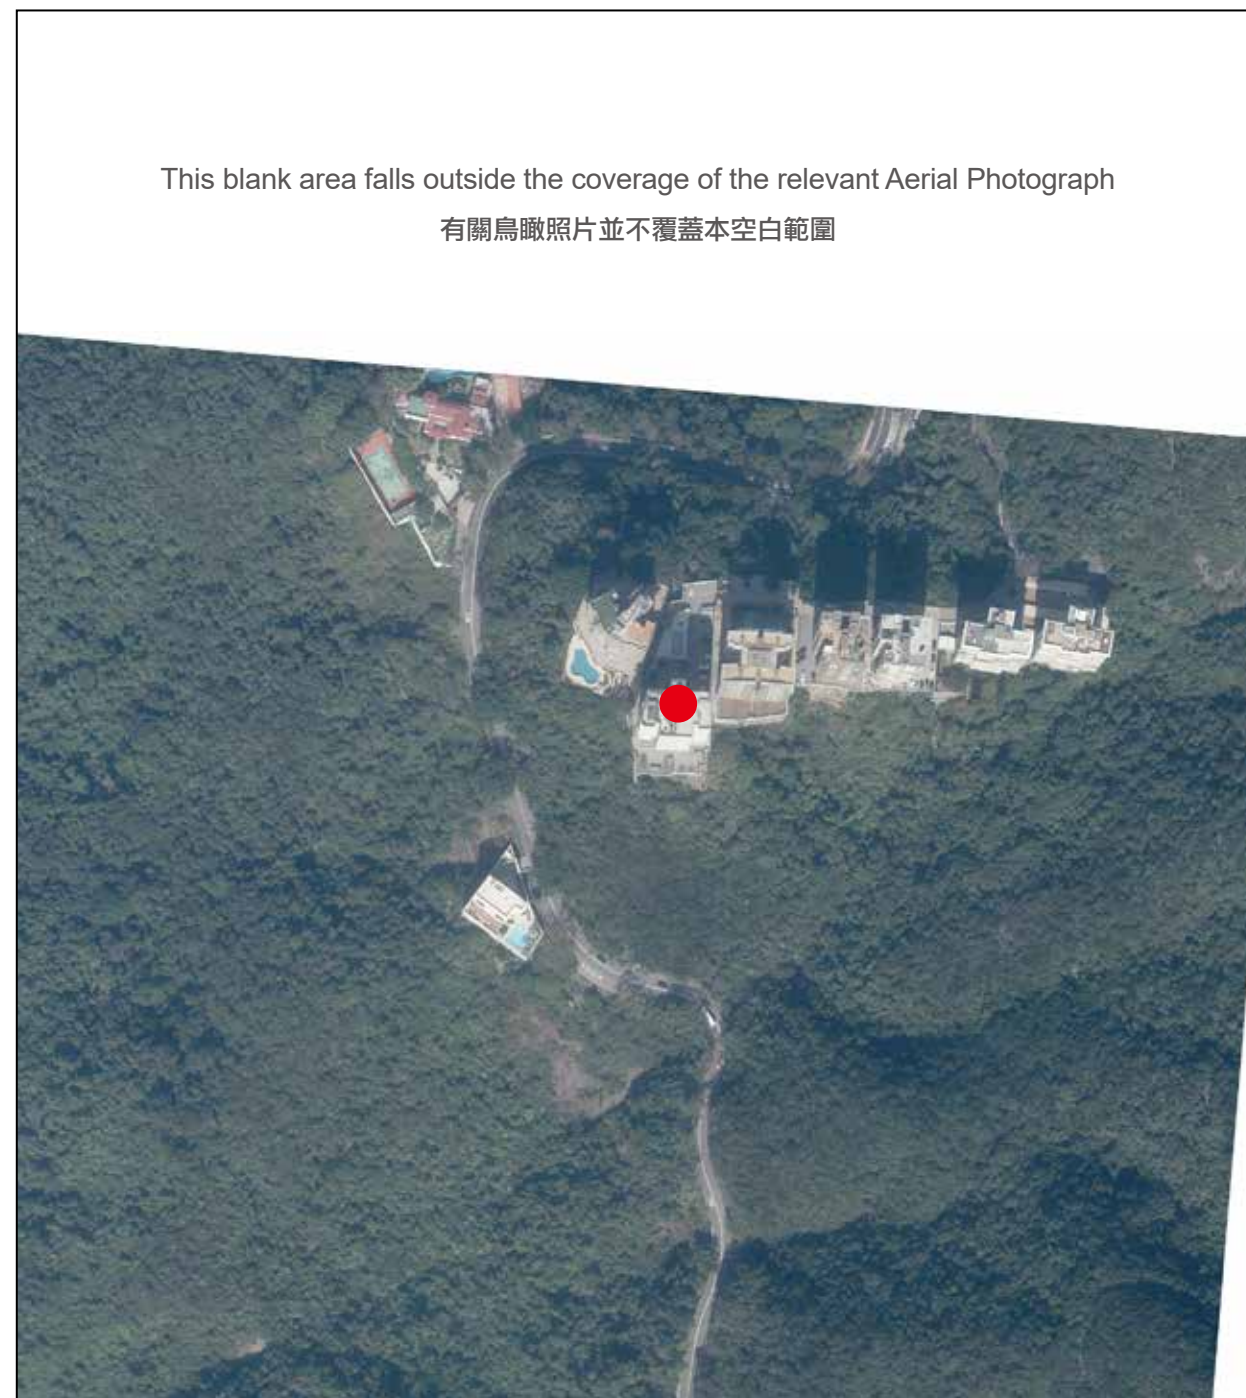 This blank area falls outside the coverage of the relevant Aerial Photograph
有關鳥瞰照片並不覆蓋本空白範圍